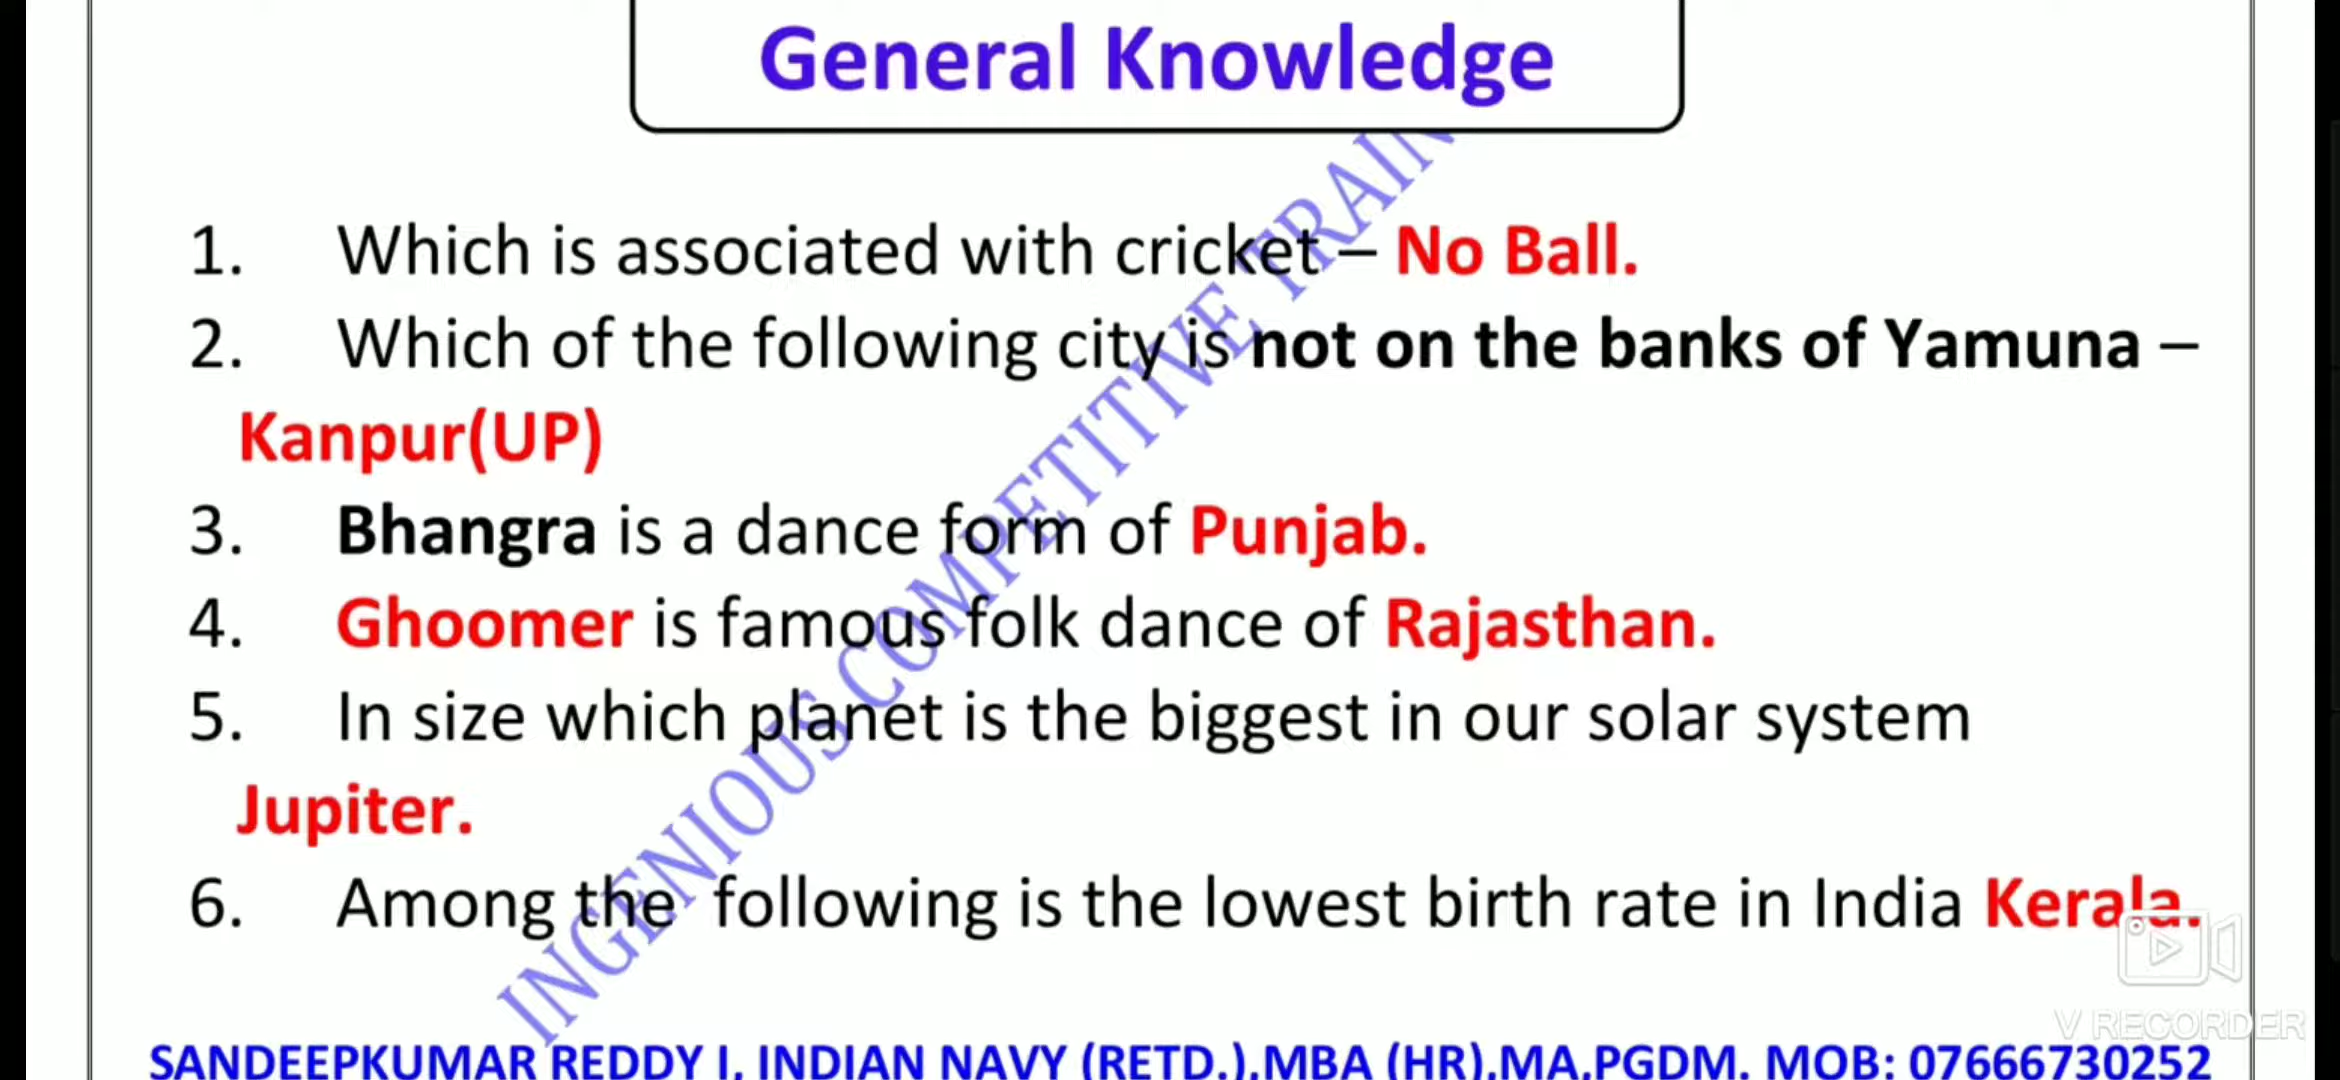 General Knowledge
1. Which is associated with cricket – No Ball.
2. Which of the following city is not on the banks of Yamuna –
Kanpur(UP)
3. Bhangra is a dance form of Punjab.
4. Ghoomer is famous folk dance of Rajasthan.
5. In size which planet is the biggest in our solar system
Jupiter.
6. Among the following is the lowest birth rate in India Kerala.
INGENIOUS COMPETITIVE TRAIN
V RECORDER
SANDEEPKUMAR REDDY I, INDIAN NAVY (RETD.),MBA (HR),MA,PGDM. MOB: 07666730252